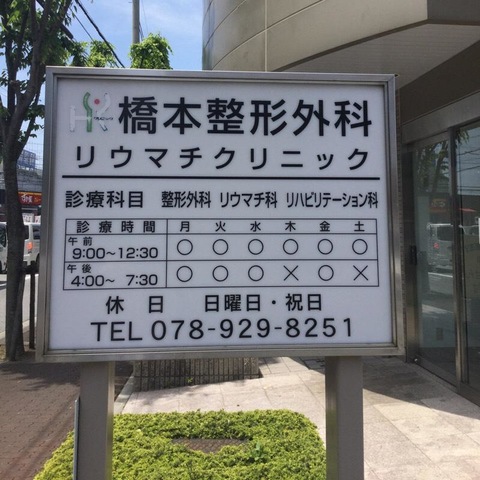 HK 橋本整形外科
リウマチクリニック
診療科目 整形外科 リウマチ科 リハビリテーション科
診療時間 月 火 水 木 金 土
午前 9:00〜12:30 ○ ○ ○ ○ ○ ○
午後 4:00〜 7:30 ○ ○ ○ × ○ ×
休 日 日曜日・祝日
TEL 078-929-8251